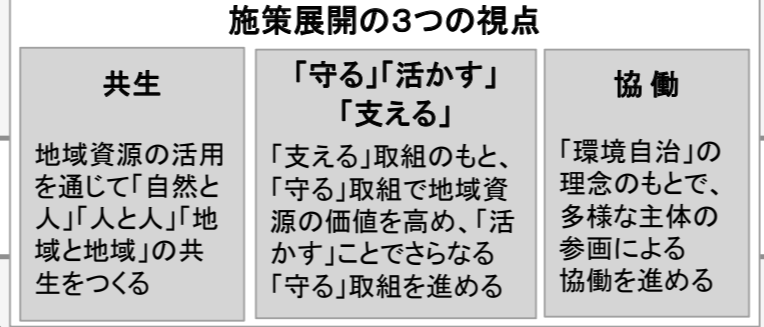 施策展開の３つの視点
共生
地域資源の活用
を通じて「自然と
人」「人と人」「地
域と地域」の共
生をつくる
「守る」「活かす」
「支える」
「支える」取組のもと、
「守る」取組で地域資
源の価値を高め、「活
かす」ことでさらなる
「守る」取組を進める
協 働
「環境自治」の
理念のもとで、
多様な主体の
参画による
協働を進める